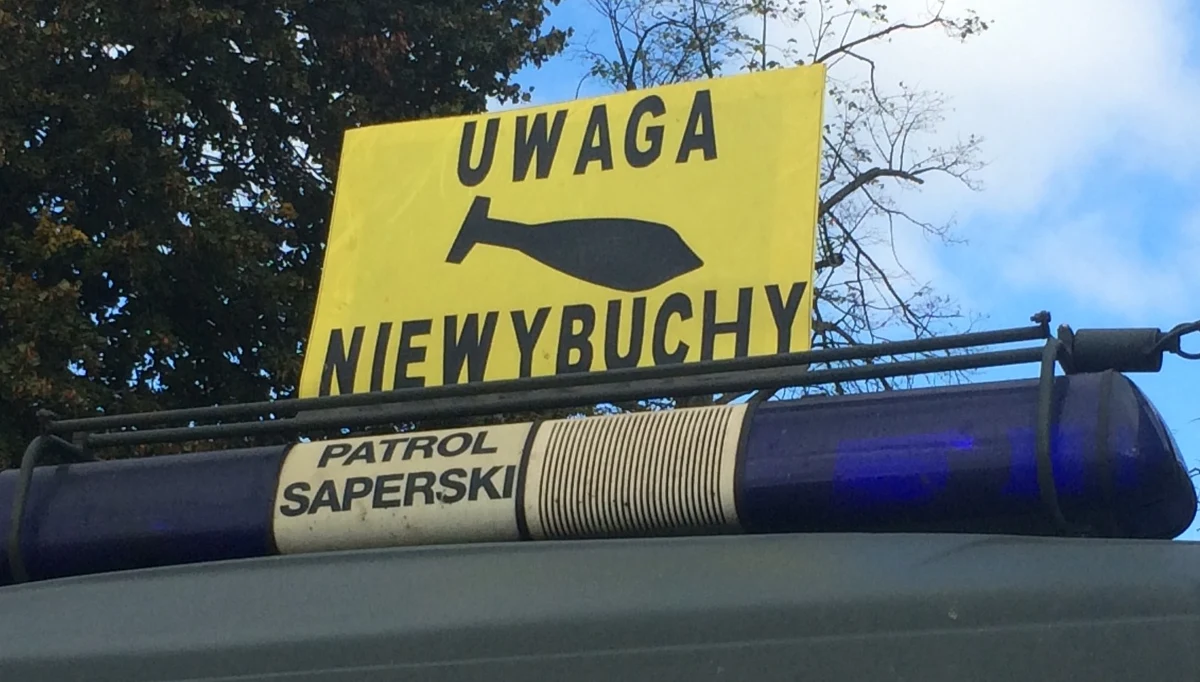 UWAGA
NIEWYBUCHY
PATROL
SAPERSKI